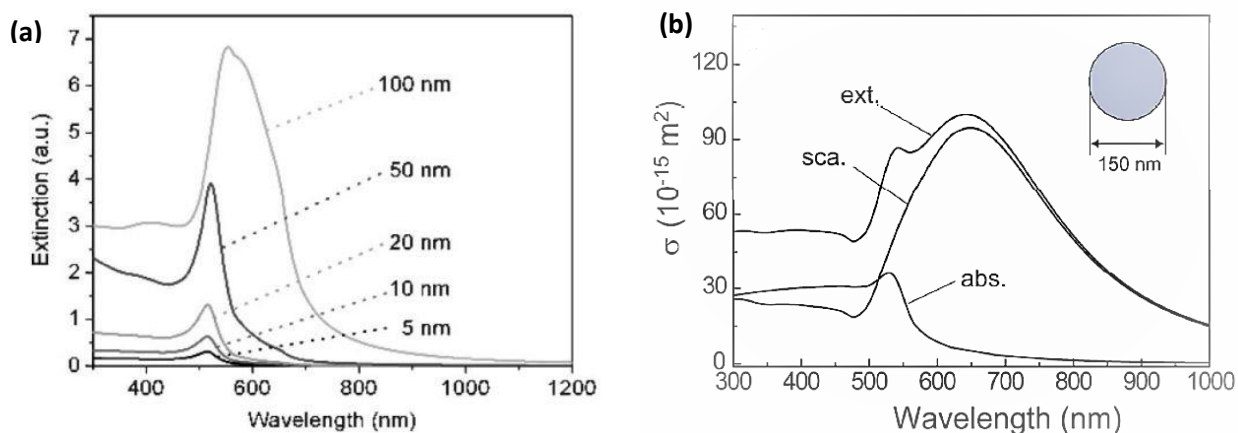 (a)
7
6
5
4
3
2
1
0
Extinction (a.u.)
100 nm
50 nm
20 nm
10 nm
5 nm
400 600 800 1000 1200
Wavelength (nm)
(b)
120
90
60
30
0
σ (10⁻¹⁵ m²)
ext.
sca.
abs.
150 nm
300 400 500 600 700 800 900 1000
Wavelength (nm)